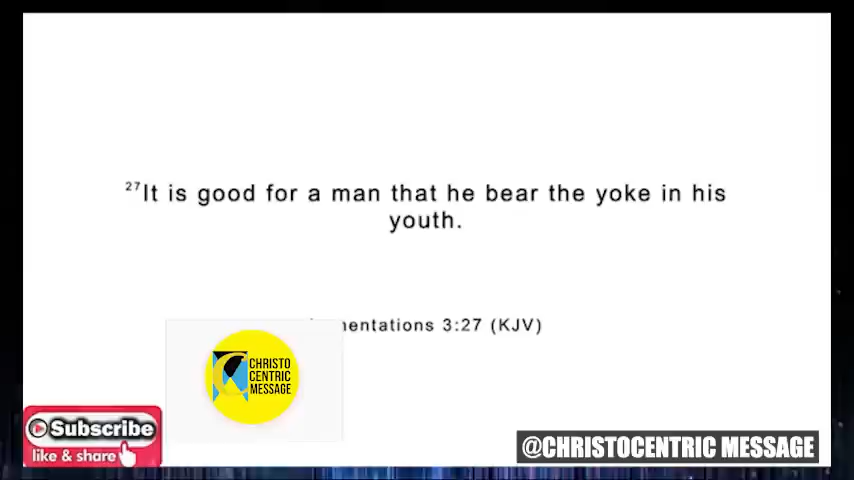 27It is good for a man that he bear the yoke in his
youth.
3:27 (KJV)
CHRISTO
CENTRIC
MESSAGE
Subscribe
like & share
@CHRISTOCENTRIC MESSAGE